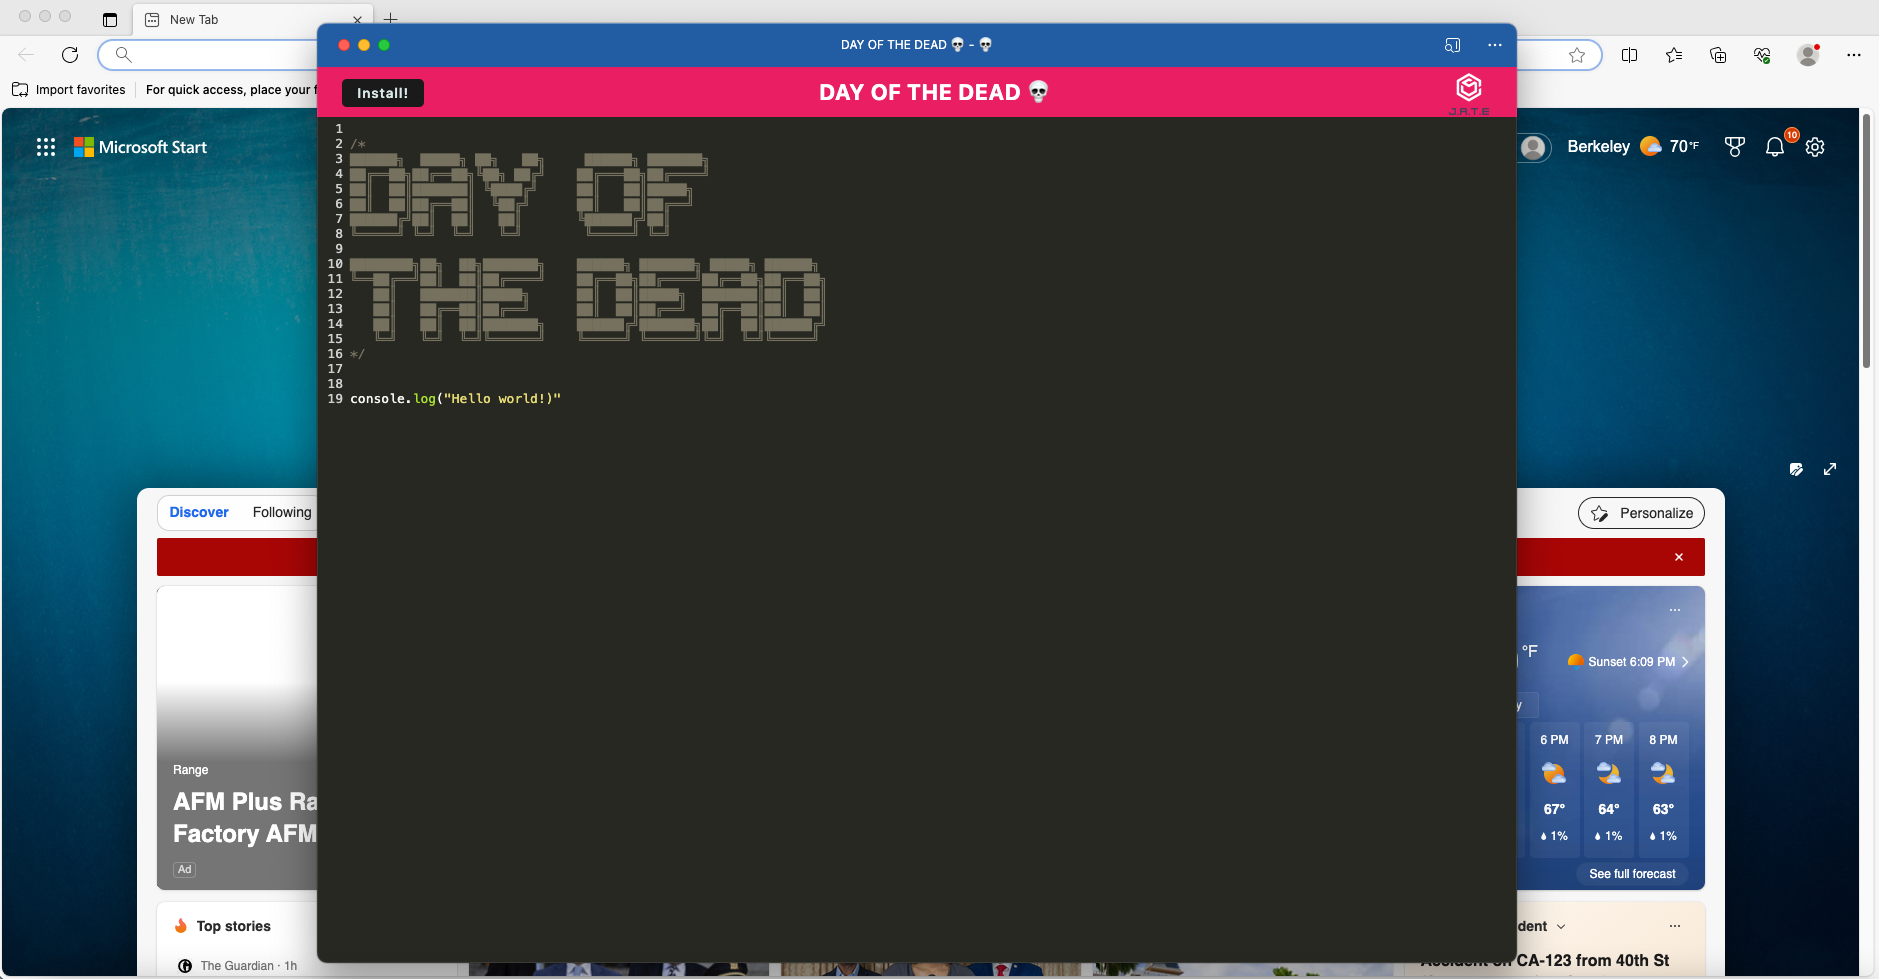 New Tab
Import favorites
For quick access, place your f
Microsoft Start
Berkeley 70°F
10
DAY OF THE DEAD 💀 - 💀
Install!
DAY OF THE DEAD 💀
J.R.T.E
1
2 /*
3
4
5
6
7
8
DAY OF
9
10
11
12
13
14
15
THE DEAD
16 */
17
18
19 console.log("Hello world!)"
Discover Following
Personalize
Range
AFM Plus Ra
Factory AFM
Ad
°F
Sunset 6:09 PM
y
6 PM 7 PM 8 PM
67° 64° 63°
1% 1% 1%
See full forecast
Top stories
The Guardian · 1h
dent
Accident on CA-123 from 40th St